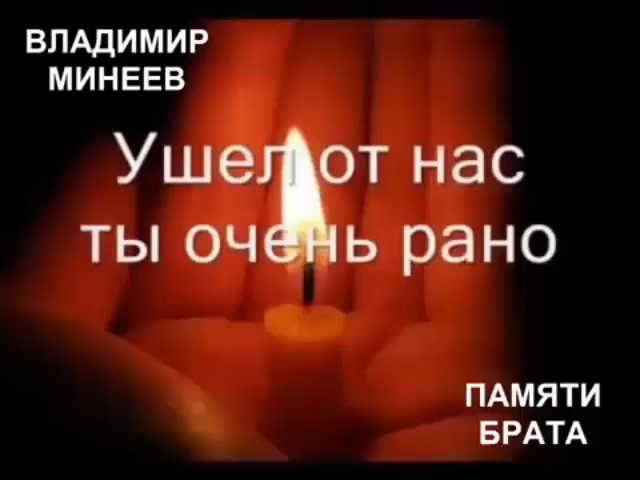 ВЛАДИМИР
МИНЕЕВ
Ушел от нас
ты очень рано
ПАМЯТИ
БРАТА